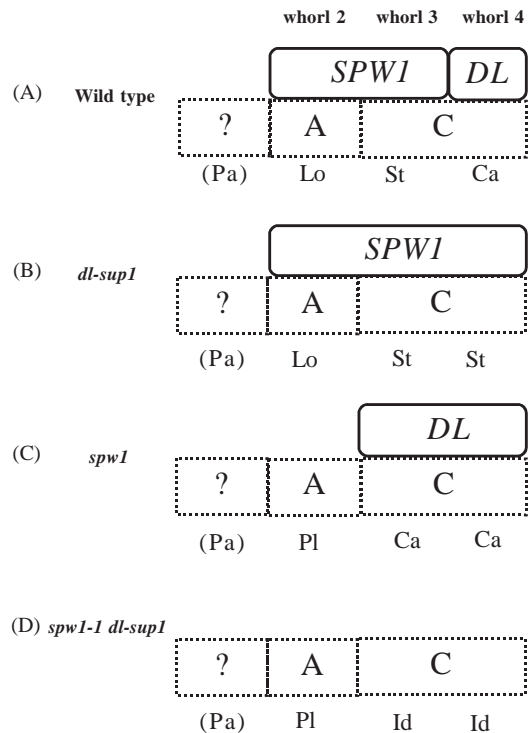 whorl 2 whorl 3 whorl 4
SPW1 DL
(A) Wild type
? A C
(Pa) Lo St Ca
SPW1
(B) dl-sup1
? A C
(Pa) Lo St St
DL
(C) spw1
? A C
(Pa) Pl Ca Ca
(D) spw1-1 dl-sup1
? A C
(Pa) Pl Id Id